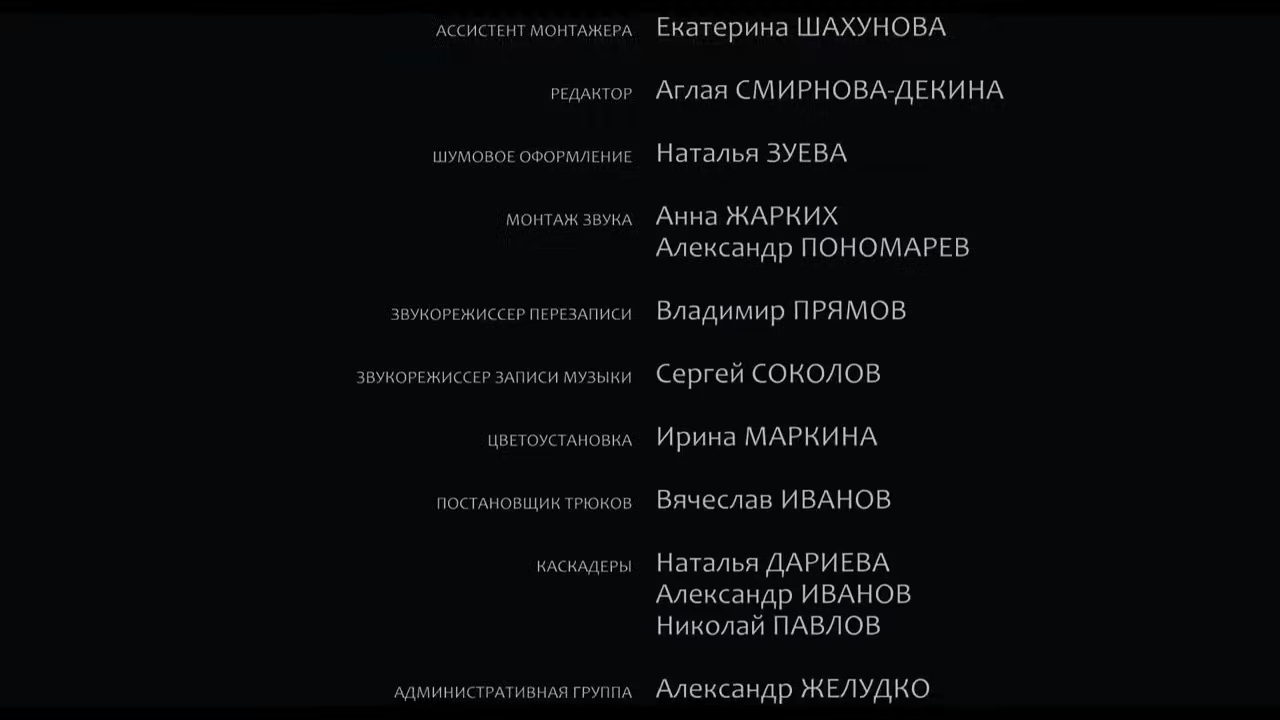 АССИСТЕНТ МОНТАЖЕРА Екатерина ШАХУНОВА
РЕДАКТОР Аглая СМИРНОВА-ДЕКИНА
ШУМОВОЕ ОФОРМЛЕНИЕ Наталья ЗУЕВА
МОНТАЖ ЗВУКА Анна ЖАРКИХ
Александр ПОНОМАРЕВ
ЗВУКОРЕЖИССЕР ПЕРЕЗАПИСИ Владимир ПРЯМОВ
ЗВУКОРЕЖИССЕР ЗАПИСИ МУЗЫКИ Сергей СОКОЛОВ
ЦВЕТОУСТАНОВКА Ирина МАРКИНА
ПОСТАНОВЩИК ТРЮКОВ Вячеслав ИВАНОВ
КАСКАДЕРЫ Наталья ДАРИЕВА
Александр ИВАНОВ
Николай ПАВЛОВ
АДМИНИСТРАТИВНАЯ ГРУППА Александр ЖЕЛУДКО